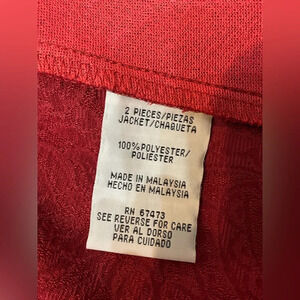 2 PIECES/PIEZAS
JACKET/CHAQUETA
100%POLYESTER/
POLIESTER
MADE IN MALAYSIA
HECHO EN MALAYSIA
RN 67473
SEE REVERSE FOR CARE
VER AL DORSO
PARA CUIDADO